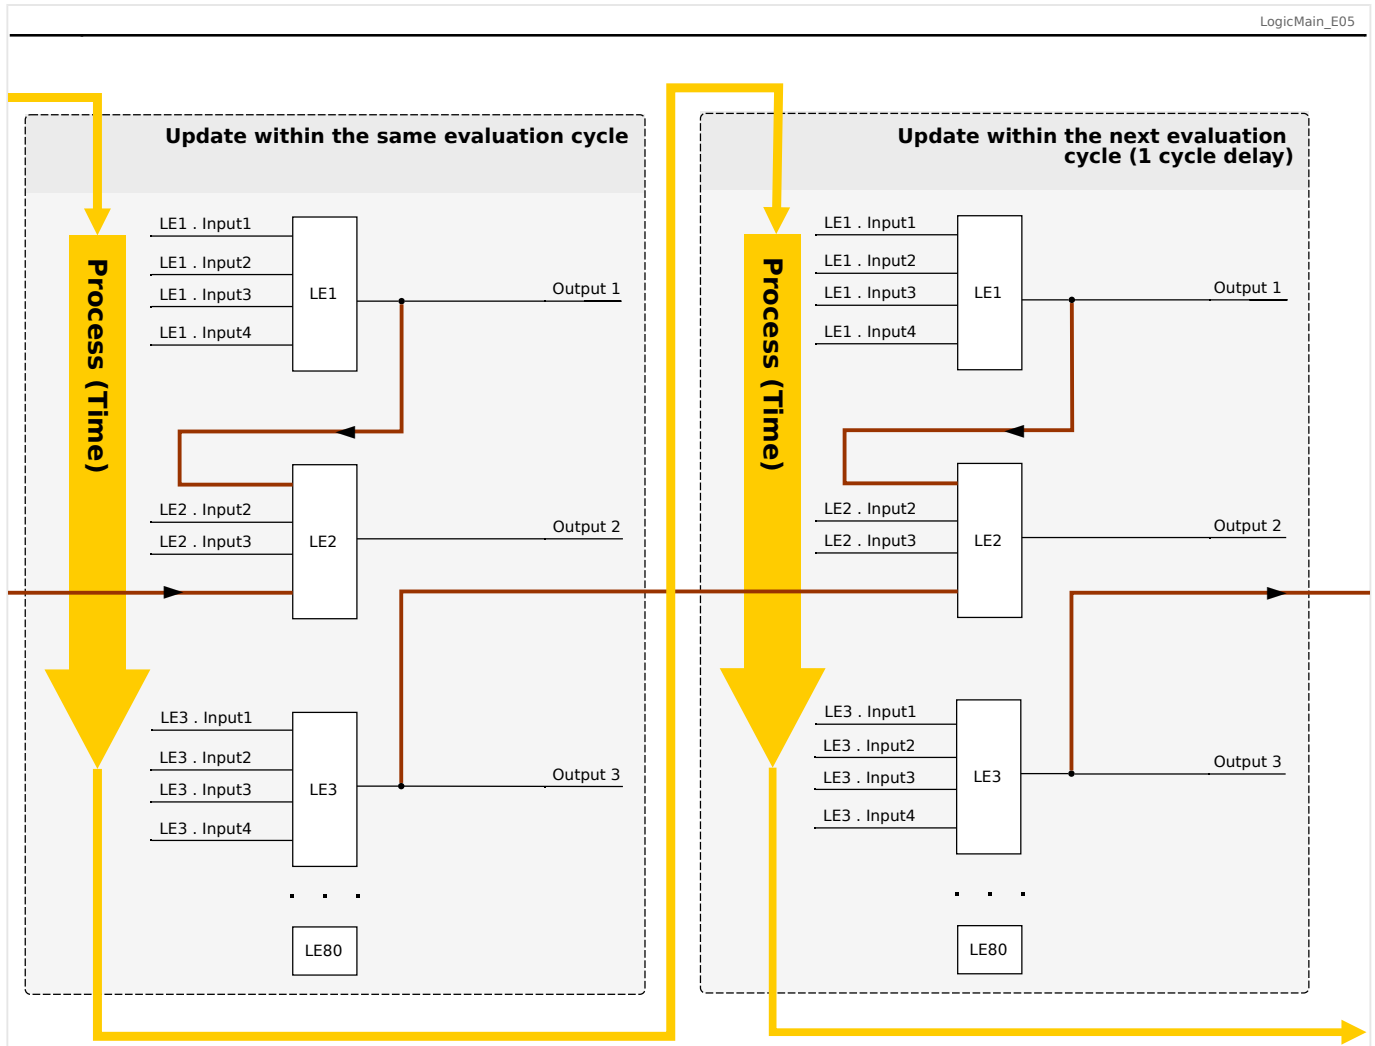 LogicMain_E05
Update within the same evaluation cycle
Process (Time)
LE1 . Input1
LE1 . Input2
LE1 . Input3
LE1 . Input4
LE1
Output 1
LE2 . Input2
LE2 . Input3
LE2
Output 2
LE3 . Input1
LE3 . Input2
LE3 . Input3
LE3 . Input4
LE3
Output 3
. . .
LE80
Update within the next evaluation
cycle (1 cycle delay)
Process (Time)
LE1 . Input1
LE1 . Input2
LE1 . Input3
LE1 . Input4
LE1
Output 1
LE2 . Input2
LE2 . Input3
LE2
Output 2
LE3 . Input1
LE3 . Input2
LE3 . Input3
LE3 . Input4
LE3
Output 3
. . .
LE80